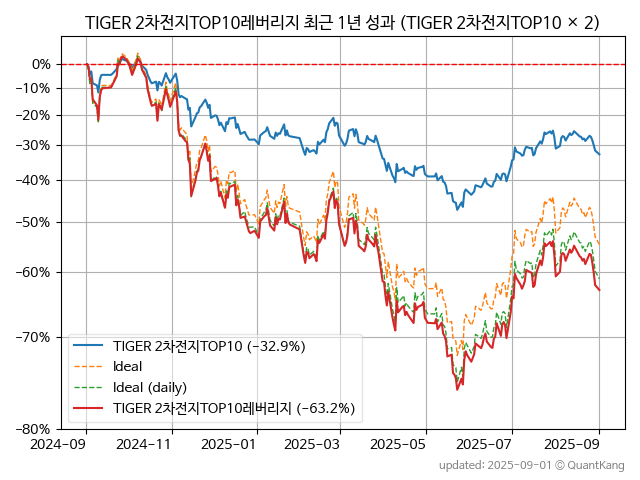 TIGER 2차전지TOP10레버리지 최근 1년 성과 (TIGER 2차전지TOP10 × 2)
0%
−10%
−20%
−30%
−40%
−50%
−60%
−70%
−80%
TIGER 2차전지TOP10 (−32.9%)
Ideal
Ideal (daily)
TIGER 2차전지TOP10레버리지 (−63.2%)
2024-09 2024-11 2025-01 2025-03 2025-05 2025-07 2025-09
updated: 2025-09-01 © QuantKang